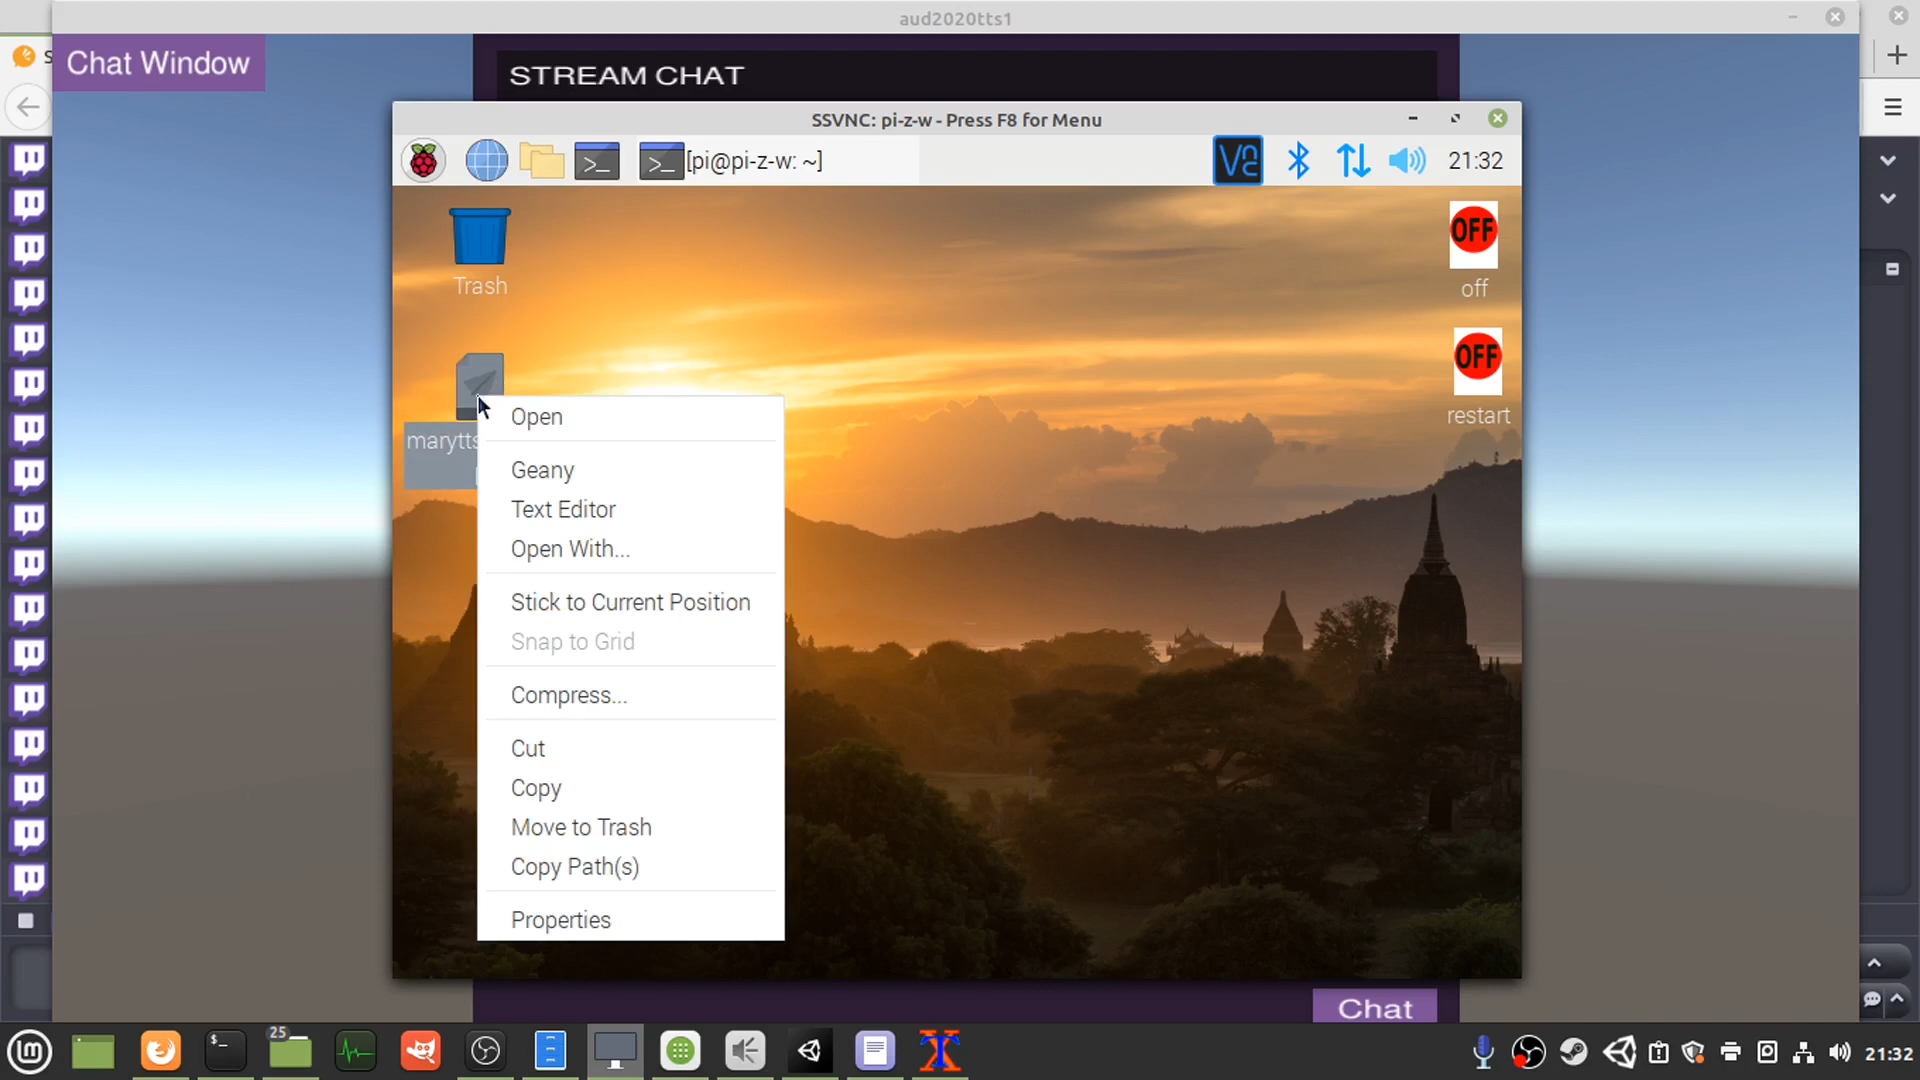 aud2020tts1
Chat Window
STREAM CHAT
SSVNC: pi-z-w - Press F8 for Menu
[pi@pi-z-w: ~]
21:32
Trash
OFF
off
OFF
restart
marytts
Open
Geany
Text Editor
Open With...
Stick to Current Position
Snap to Grid
Compress...
Cut
Copy
Move to Trash
Copy Path(s)
Properties
Chat
25
21:32